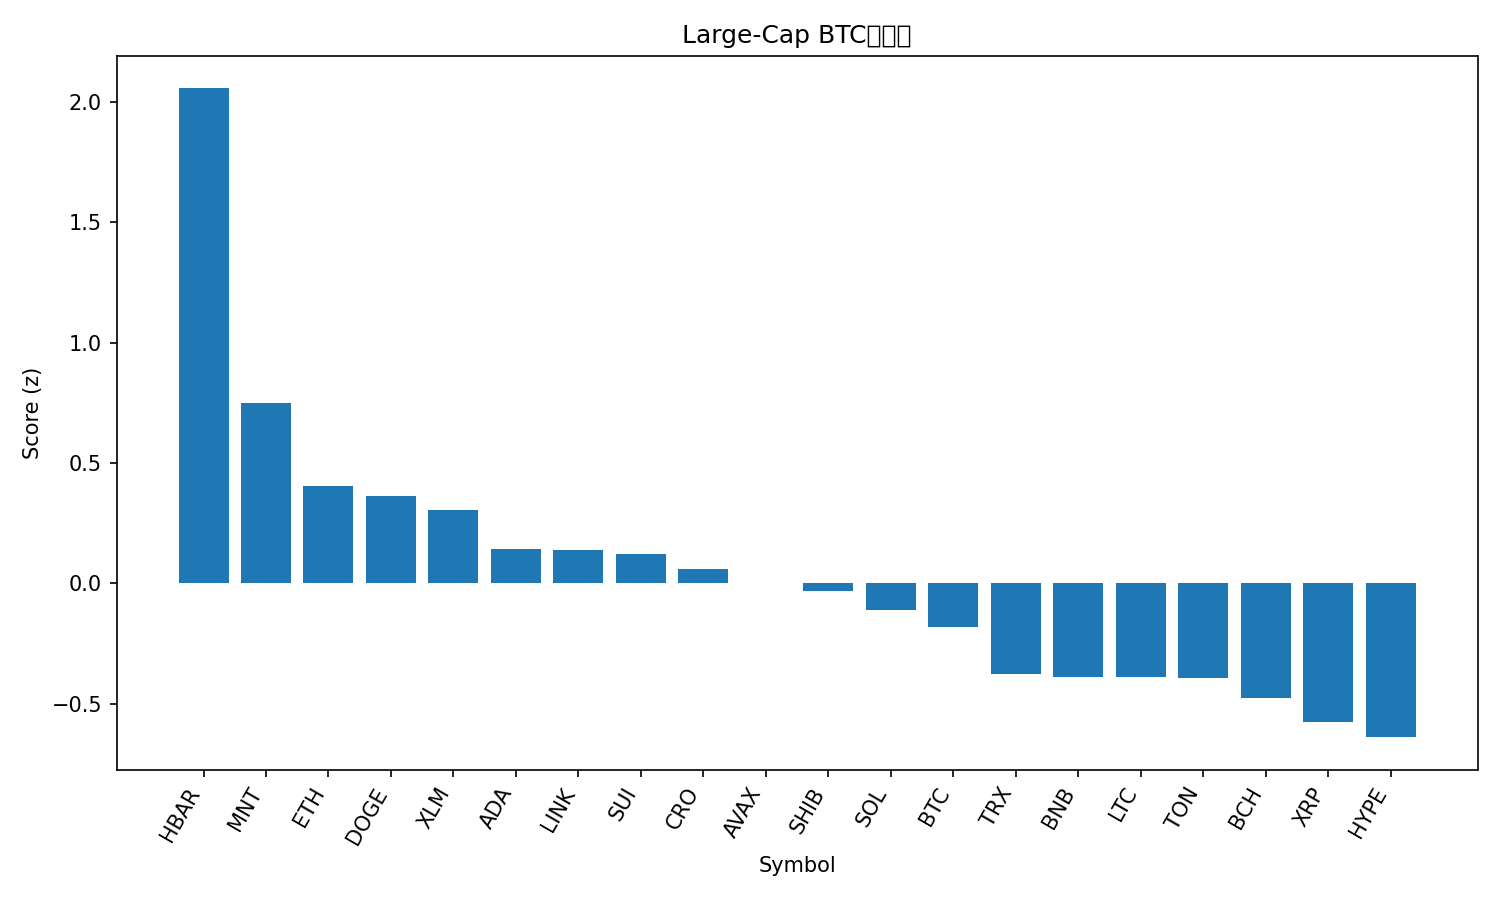 Large-Cap BTC
Score (z)
2.0
1.5
1.0
0.5
0.0
−0.5
HBAR
MNT
ETH
DOGE
XLM
ADA
LINK
SUI
CRO
AVAX
SHIB
SOL
BTC
TRX
BNB
LTC
TON
BCH
XRP
HYPE
Symbol